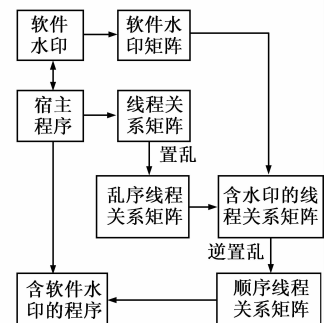 软件
水印
软件水
印矩阵
宿主
程序
线程关
系矩阵
置乱
乱序线程
关系矩阵
含水印的线
程关系矩阵
逆置乱
含软件水
印的程序
顺序线程
关系矩阵